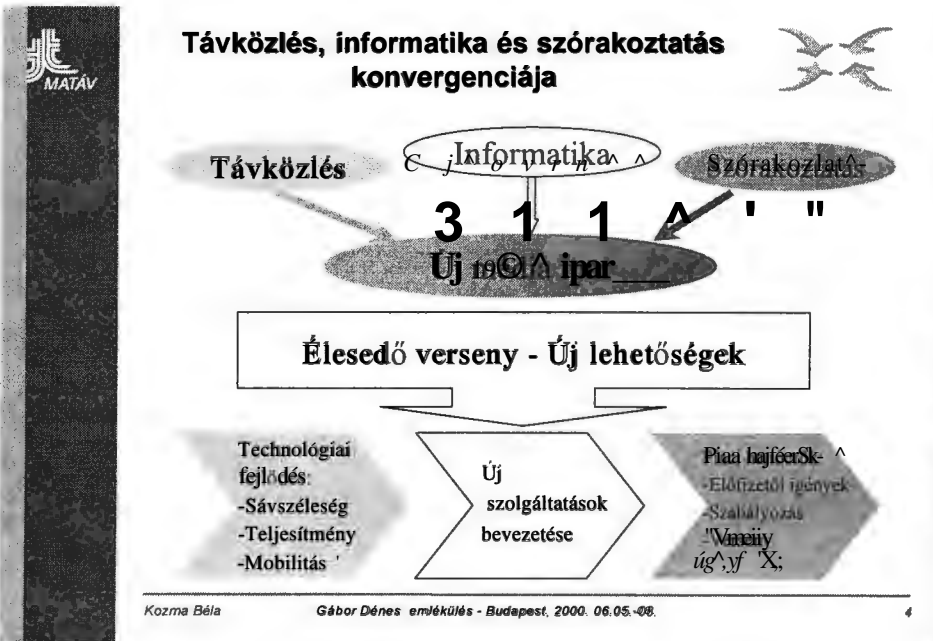 MATÁV
Távközlés, informatika és szórakoztatás
konvergenciája
Távközlés
Informatika
Új ipar
Élesedő verseny - Új lehetőségek
Technológiai
fejlődés:
-Sávszéleség
-Teljesítmény
-Mobilitás
Új
szolgáltatások
bevezetése
-Előfizetői igények
-Szabályozás
Kozma Béla
Gábor Dénes emlékülés - Budapest, 2000. 06.05.-08.
4